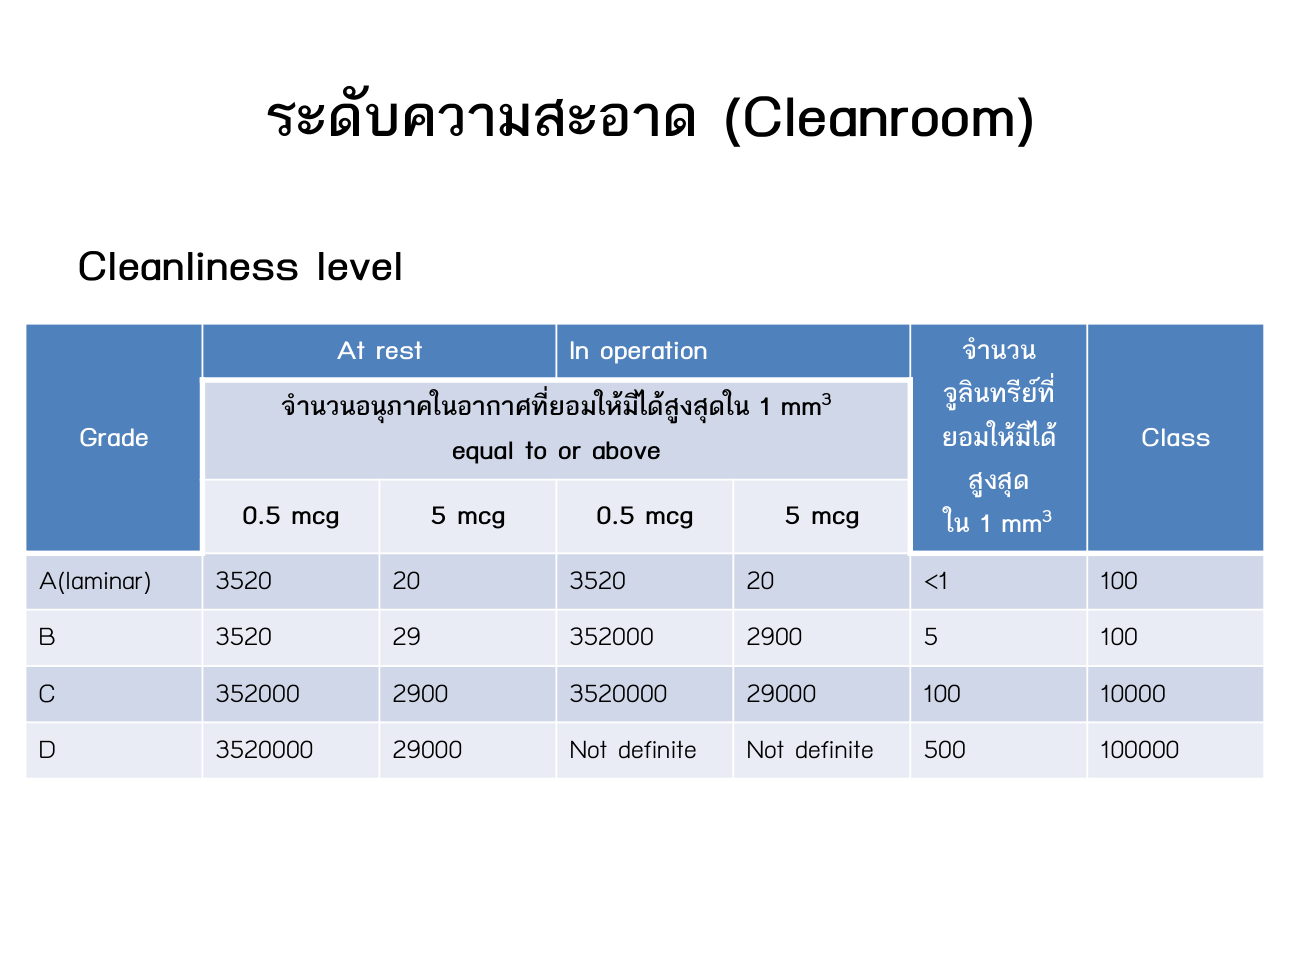 ระดับความสะอาด (Cleanroom)
Cleanliness level
Grade
At rest
In operation
จำนวน
จูลินทรีย์ที่
ยอมให้มีได้
สูงสุด
ใน 1 mm³
Class
จำนวนอนุภาคในอากาศที่ยอมให้มีได้สูงสุดใน 1 mm³
equal to or above
0.5 mcg 5 mcg 0.5 mcg 5 mcg
A(laminar) 3520 20 3520 20 <1 100
B 3520 29 352000 2900 5 100
C 352000 2900 3520000 29000 100 10000
D 3520000 29000 Not definite Not definite 500 100000